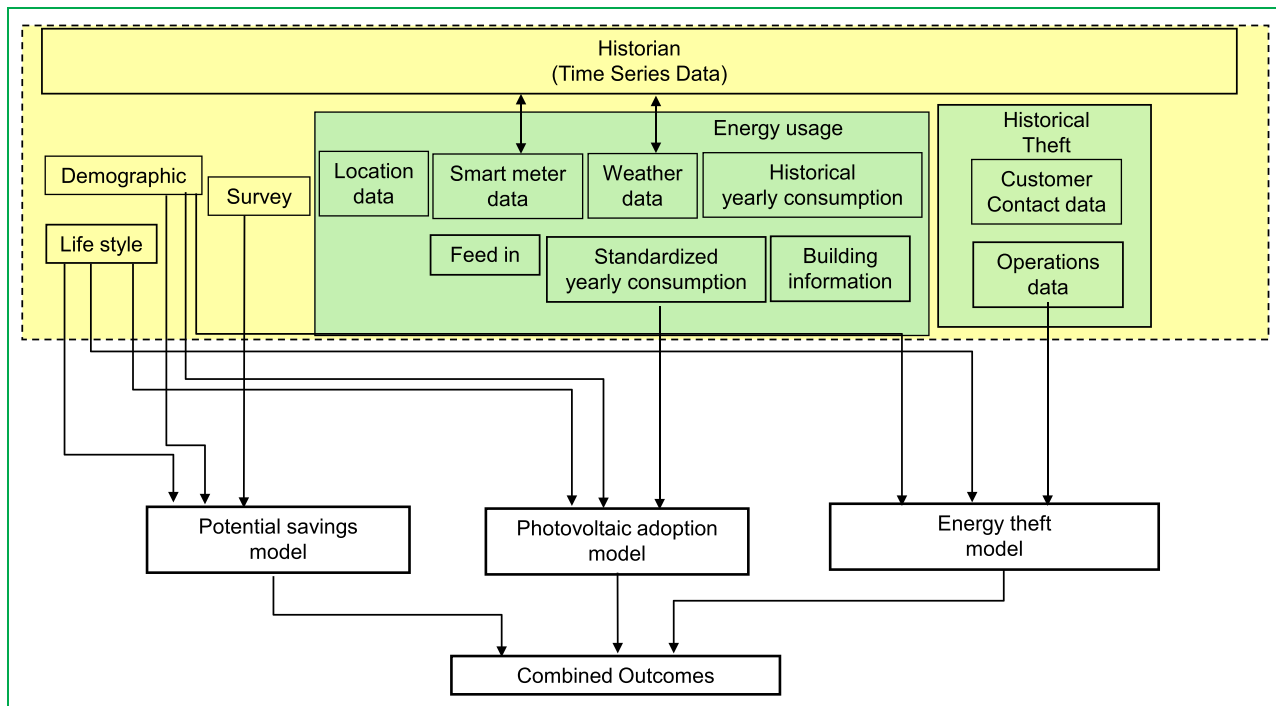 Historian
(Time Series Data)
Energy usage
Historical
Theft
Demographic
Survey
Location
data
Smart meter
data
Weather
data
Historical
yearly consumption
Customer
Contact data
Life style
Feed in
Standardized
yearly consumption
Building
information
Operations
data
Potential savings
model
Photovoltaic adoption
model
Energy theft
model
Combined Outcomes